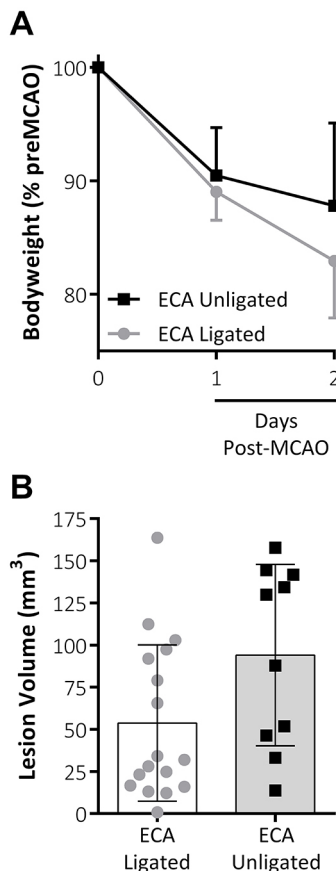 A
Bodyweight (% preMCAO)
100
90
80
ECA Unligated
ECA Ligated
0 1 2
Days
Post-MCAO
B
Lesion Volume (mm³)
175
150
125
100
75
50
25
0
ECA ECA
Ligated Unligated